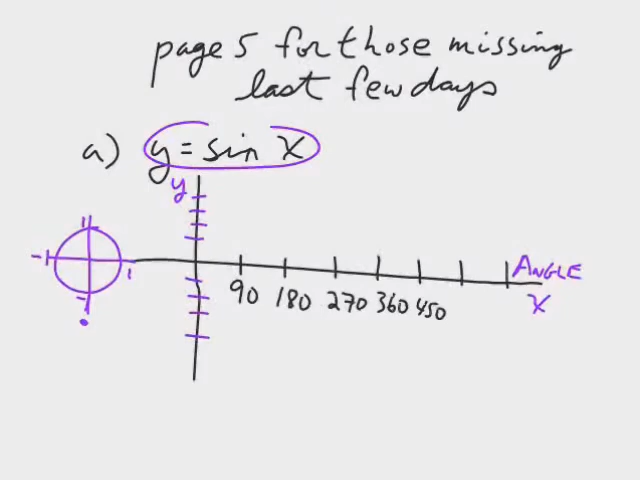 page 5 for those missing
last few days
a) y = sin x
y
1
-1
1
-1
ANGLE
90 180 270 360 450
x